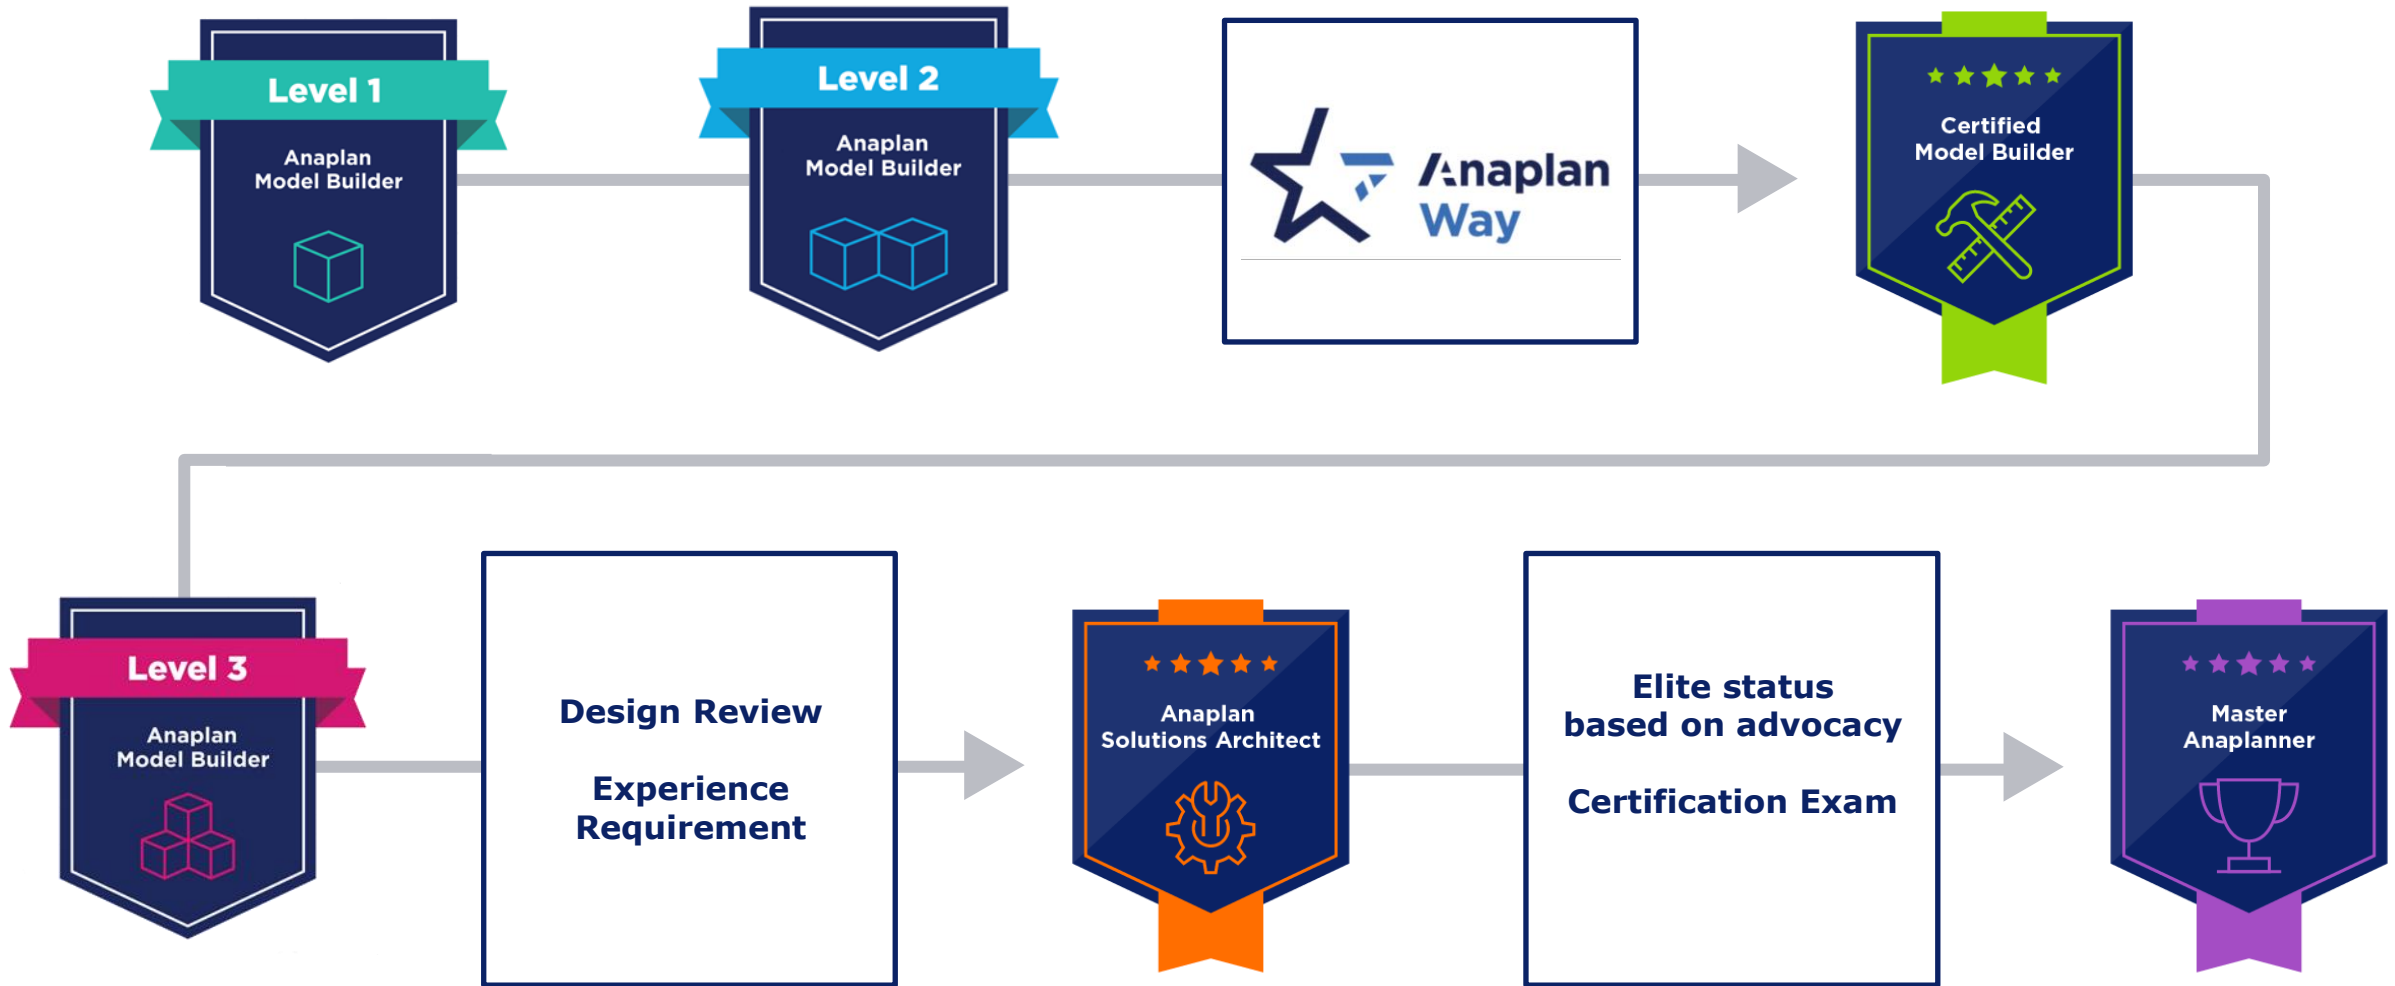 Level 1
Anaplan
Model Builder
Level 2
Anaplan
Model Builder
Anaplan
Way
Certified
Model Builder
Level 3
Anaplan
Model Builder
Design Review
Experience
Requirement
Anaplan
Solutions Architect
Elite status
based on advocacy
Certification Exam
Master
Anaplanner